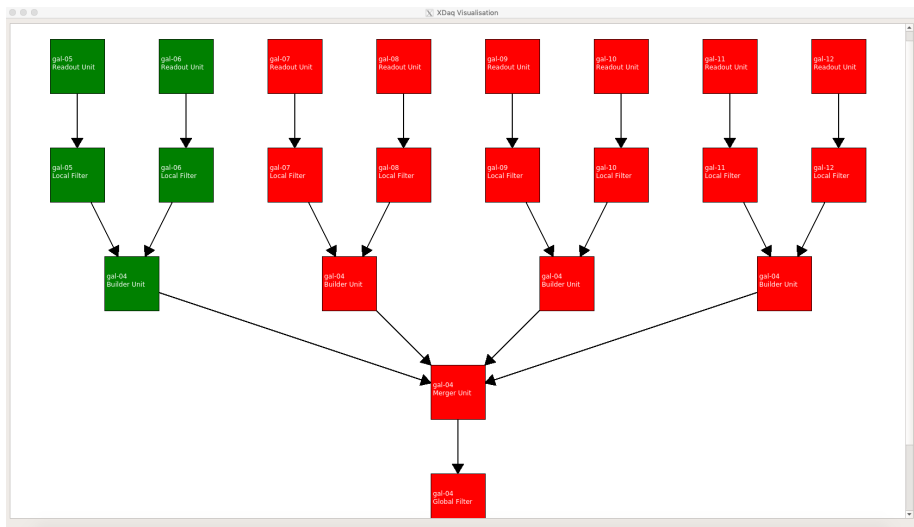 XDaq Visualisation
gal-05
Readout Unit
gal-06
Readout Unit
gal-07
Readout Unit
gal-08
Readout Unit
gal-09
Readout Unit
gal-10
Readout Unit
gal-11
Readout Unit
gal-12
Readout Unit
gal-05
Local Filter
gal-06
Local Filter
gal-07
Local Filter
gal-08
Local Filter
gal-09
Local Filter
gal-10
Local Filter
gal-11
Local Filter
gal-12
Local Filter
gal-04
Builder Unit
gal-04
Builder Unit
gal-04
Builder Unit
gal-04
Builder Unit
gal-04
Merger Unit
gal-04
Global Filter